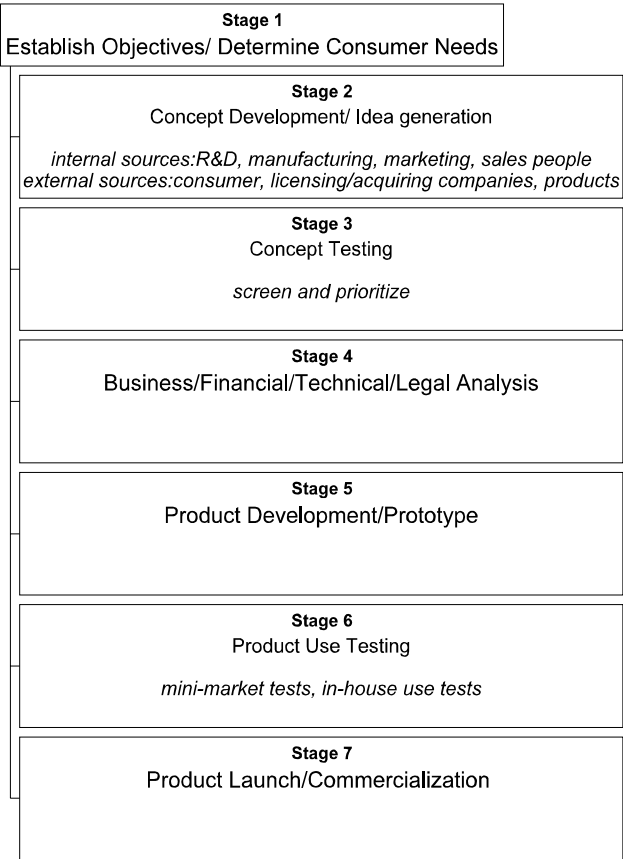 Stage 1
Establish Objectives/ Determine Consumer Needs
Stage 2
Concept Development/ Idea generation
internal sources:R&D, manufacturing, marketing, sales people
external sources:consumer, licensing/acquiring companies, products
Stage 3
Concept Testing
screen and prioritize
Stage 4
Business/Financial/Technical/Legal Analysis
Stage 5
Product Development/Prototype
Stage 6
Product Use Testing
mini-market tests, in-house use tests
Stage 7
Product Launch/Commercialization